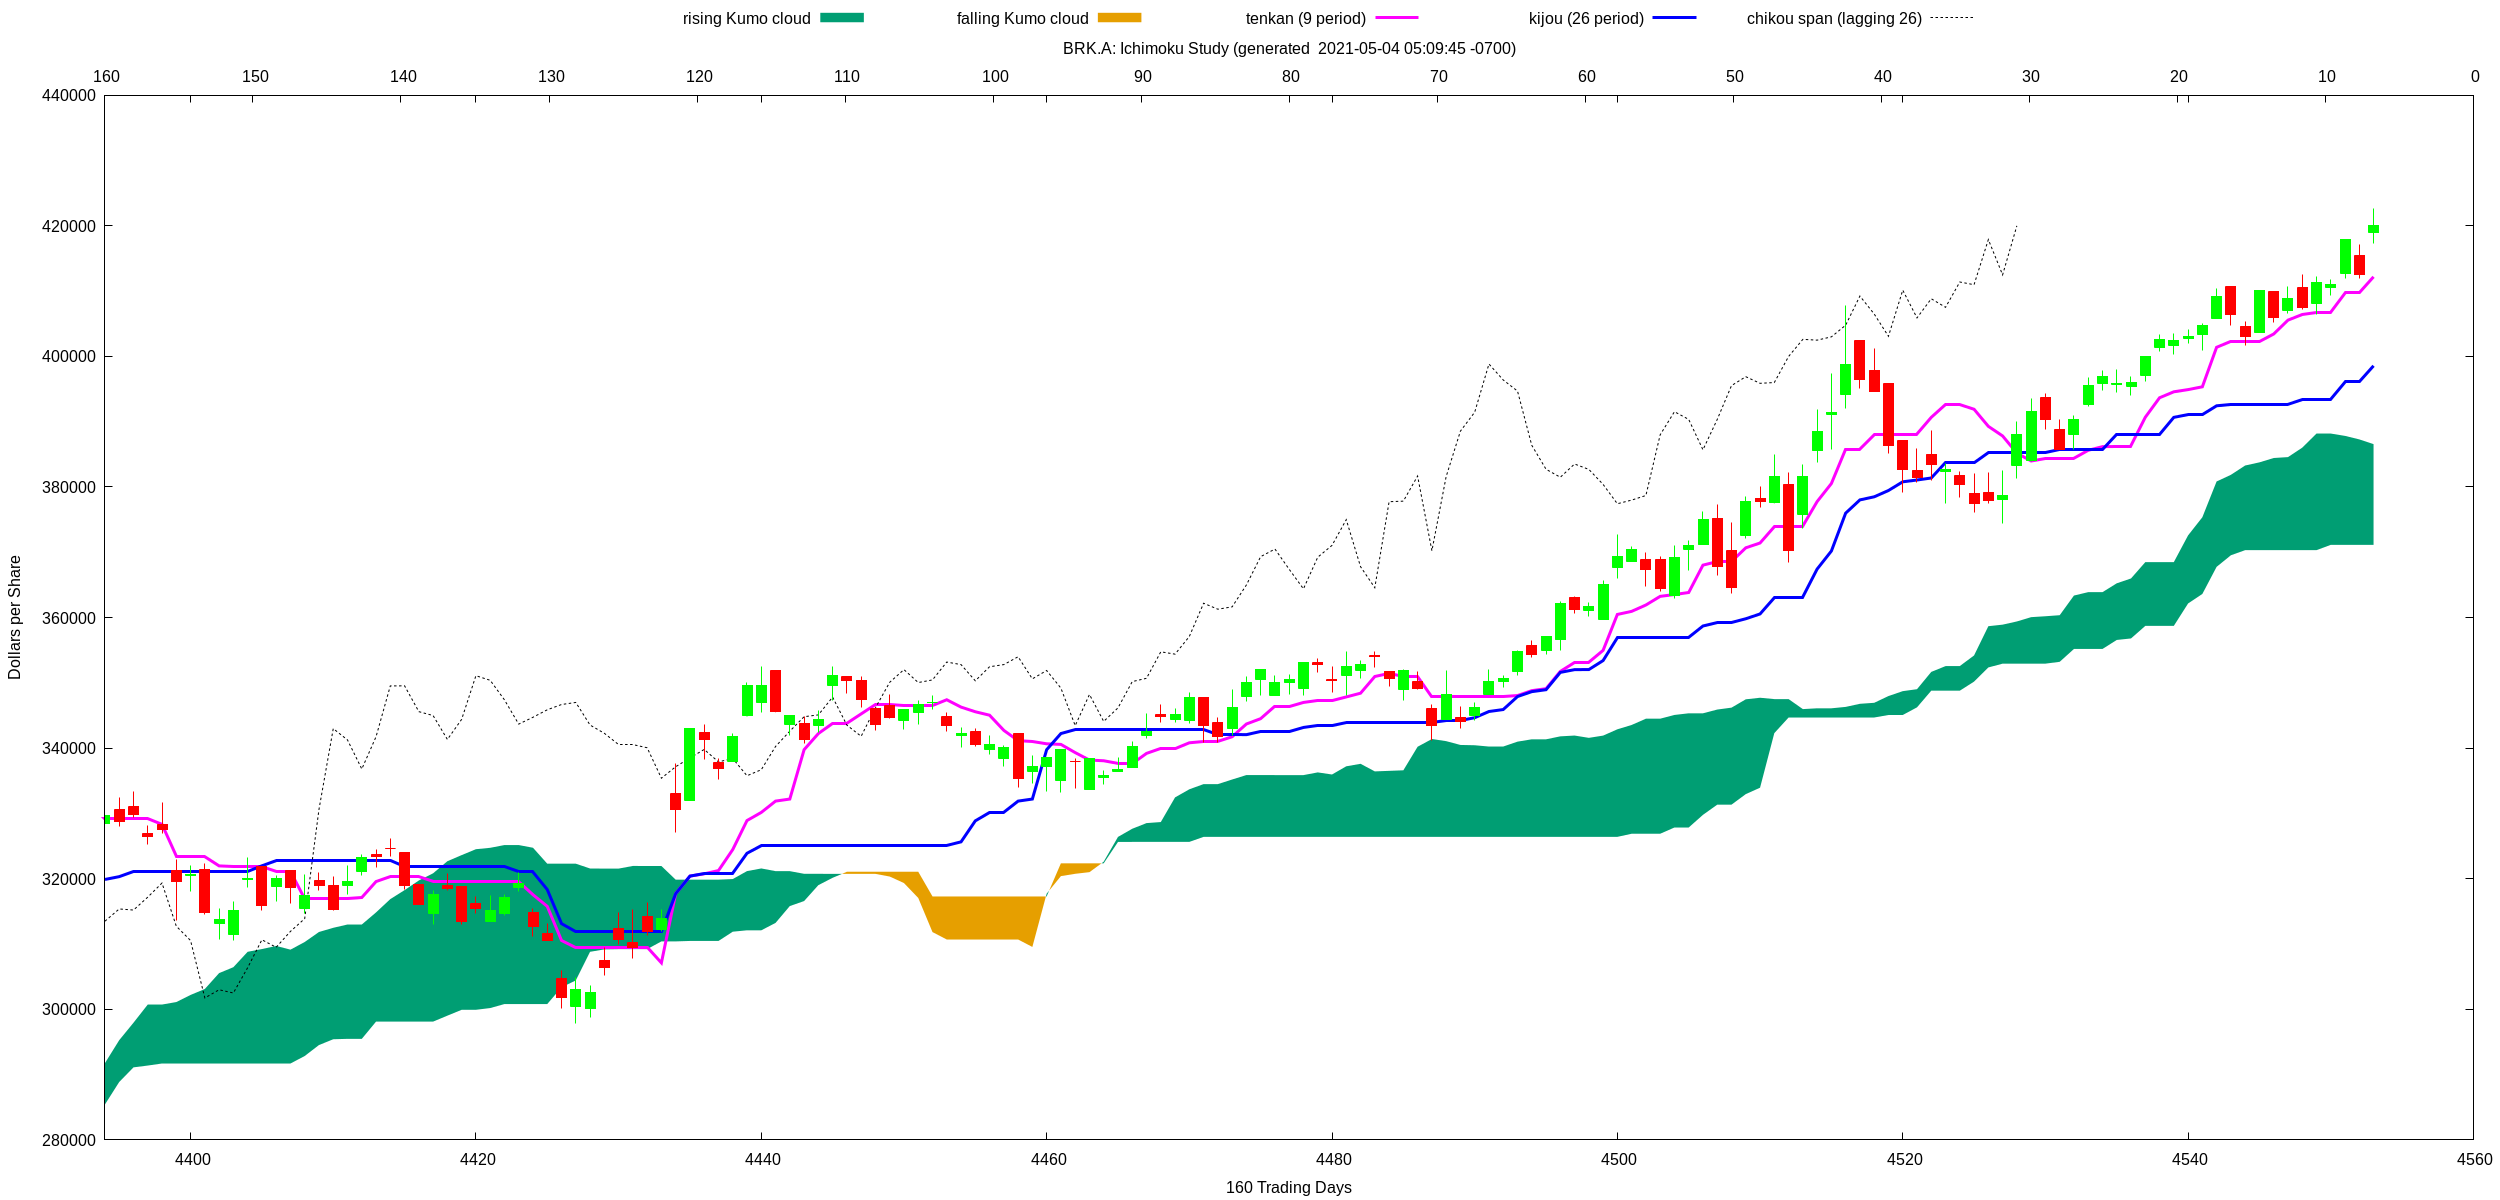 rising Kumo cloud falling Kumo cloud tenkan (9 period) kijou (26 period) chikou span (lagging 26)
BRK.A: Ichimoku Study (generated  2021-05-04 05:09:45 -0700)
160 150 140 130 120 110 100 90 80 70 60 50 40 30 20 10 0
440000
420000
400000
380000
360000
340000
320000
300000
280000
Dollars per Share
4400 4420 4440 4460 4480 4500 4520 4540 4560
160 Trading Days